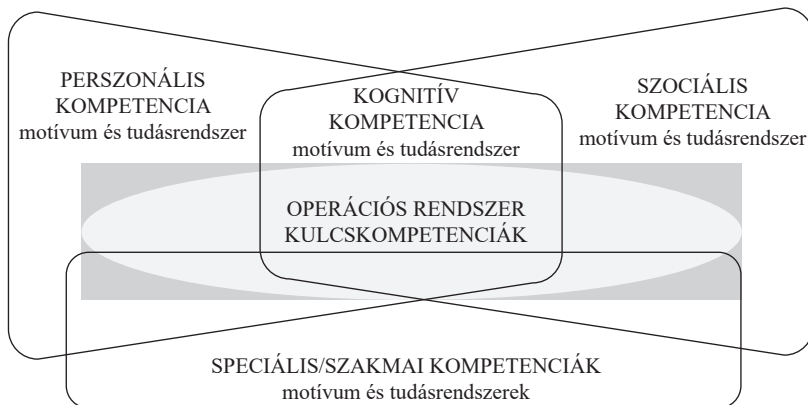 PERSZONÁLIS
KOMPETENCIA
motívum és tudásrendszer
KOGNITÍV
KOMPETENCIA
motívum és tudásrendszer
SZOCIÁLIS
KOMPETENCIA
motívum és tudásrendszer
OPERÁCIÓS RENDSZER
KULCSKOMPETENCIÁK
SPECIÁLIS/SZAKMAI KOMPETENCIÁK
motívum és tudásrendszerek